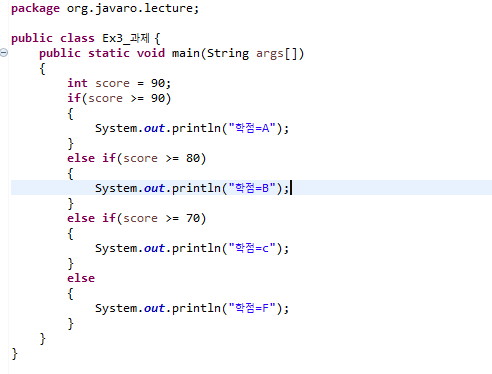 package org.javaro.lecture;
public class Ex3_과제 {
public static void main(String args[])
{
int score = 90;
if(score >= 90)
{
System.out.println("학점=A");
}
else if(score >= 80)
{
System.out.println("학점=B");
}
else if(score >= 70)
{
System.out.println("학점=c");
}
else
{
System.out.println("학점=F");
}
}
}